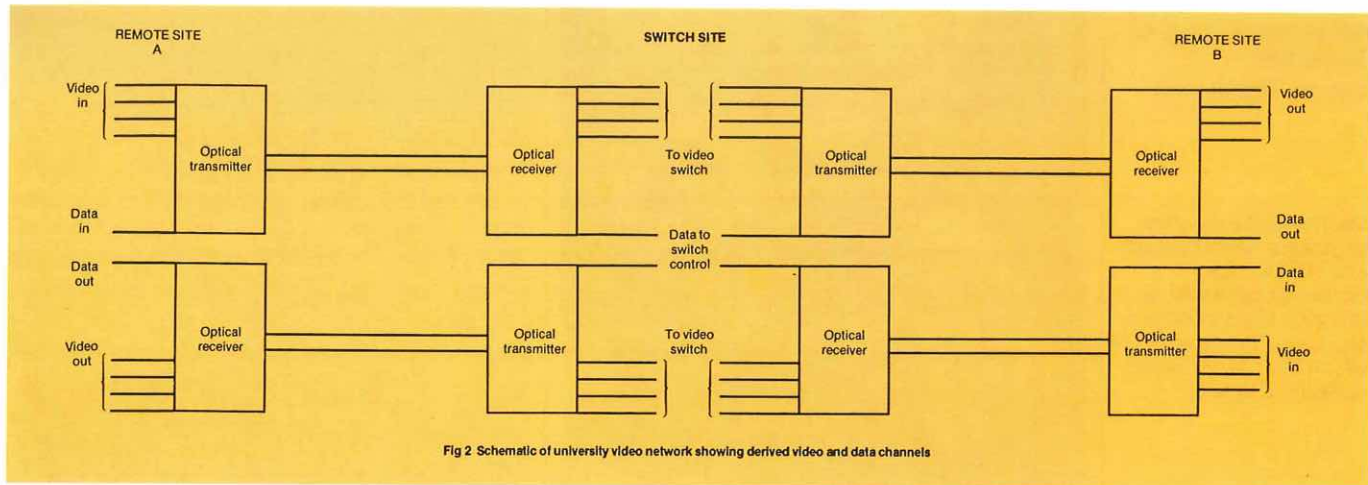 REMOTE SITE
A
SWITCH SITE
REMOTE SITE
B
Video
in
Optical
transmitter
Data
in
Optical
receiver
To video
switch
Optical
transmitter
Optical
receiver
Video
out
Data
out
Data to
switch
control
Data
out
Optical
receiver
Video
out
Optical
transmitter
To video
switch
Optical
receiver
Optical
transmitter
Data
in
Video
in
Fig 2 Schematic of university video network showing derived video and data channels